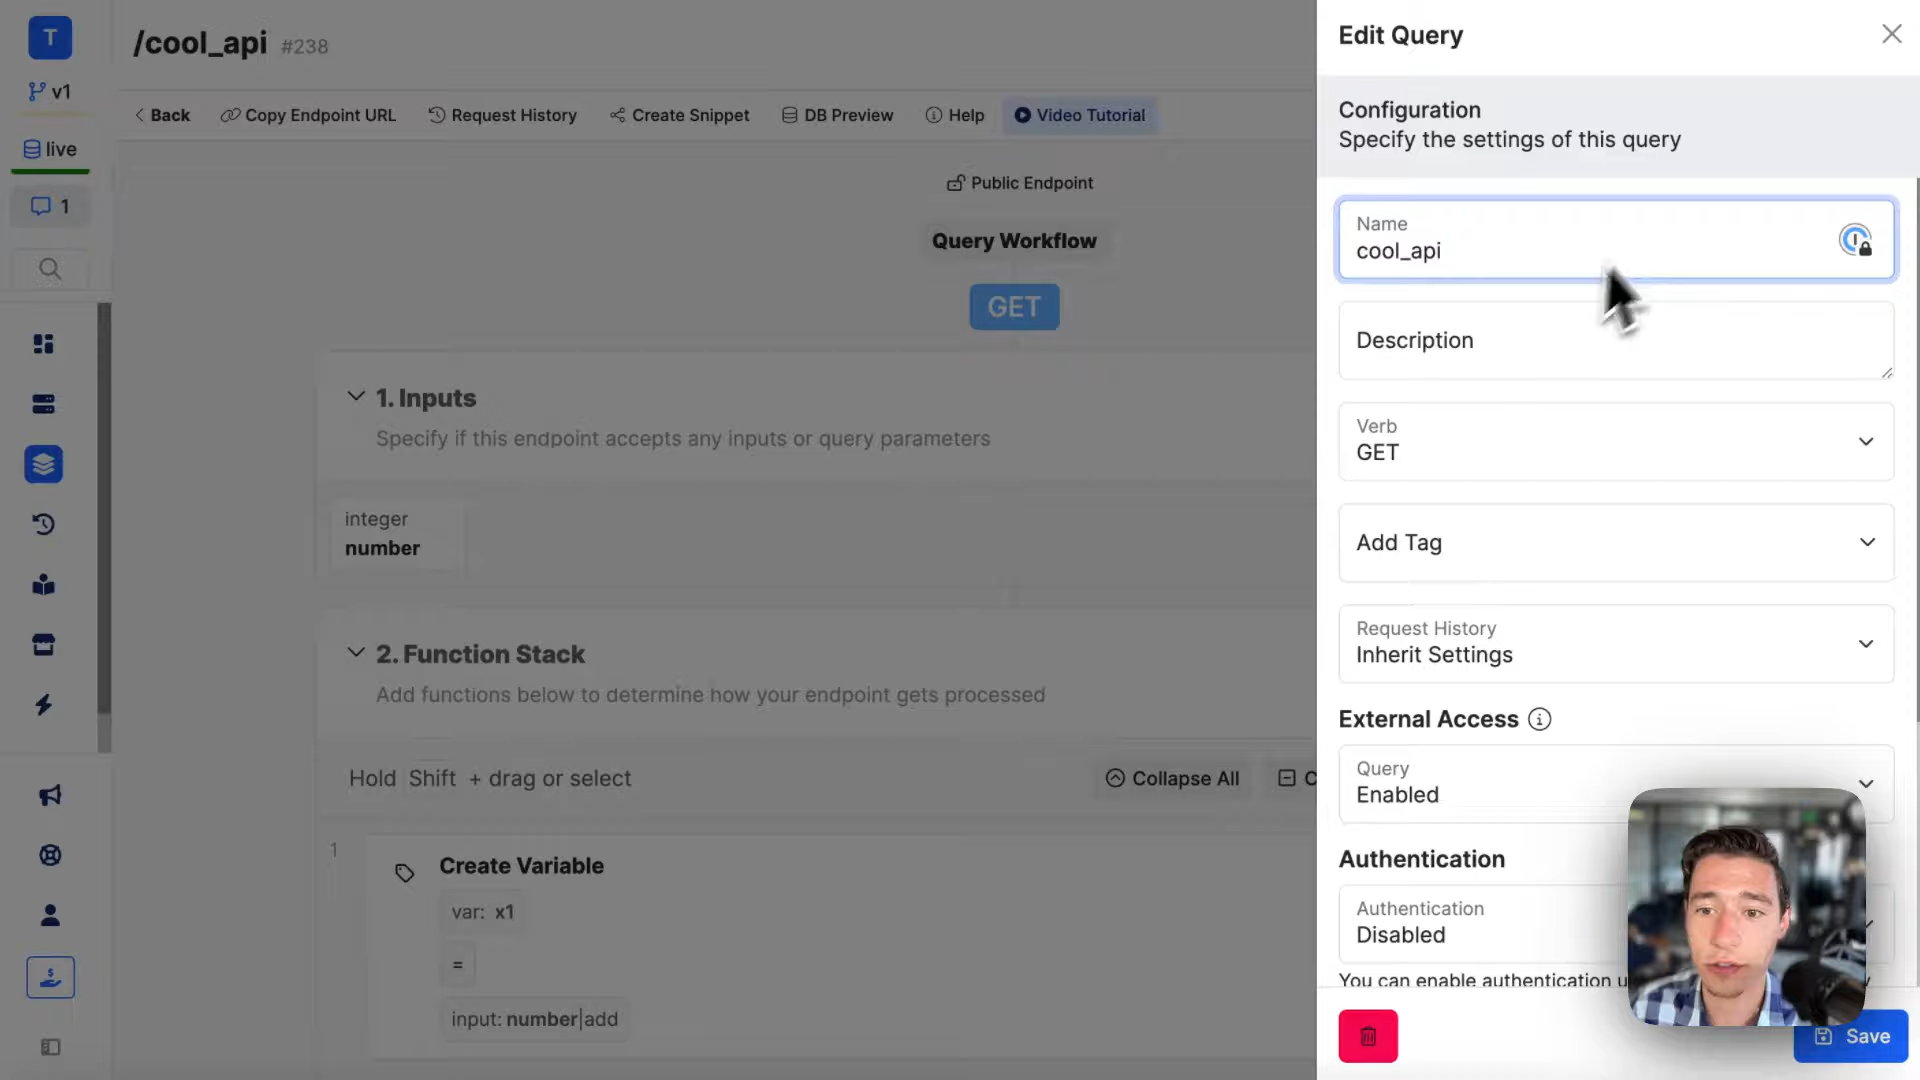 T
/cool_api #238
v1
live
1
Back
Copy Endpoint URL
Request History
Create Snippet
DB Preview
Help
Video Tutorial
Public Endpoint
Query Workflow
GET
1. Inputs
Specify if this endpoint accepts any inputs or query parameters
integer
number
2. Function Stack
Add functions below to determine how your endpoint gets processed
Hold Shift + drag or select
Collapse All
C
1
Create Variable
var: x1
=
input: number|add
Edit Query
Configuration
Specify the settings of this query
Name
cool_api
Description
Verb
GET
Add Tag
Request History
Inherit Settings
External Access
Query
Enabled
Authentication
Authentication
Disabled
You can enable authentication
Save